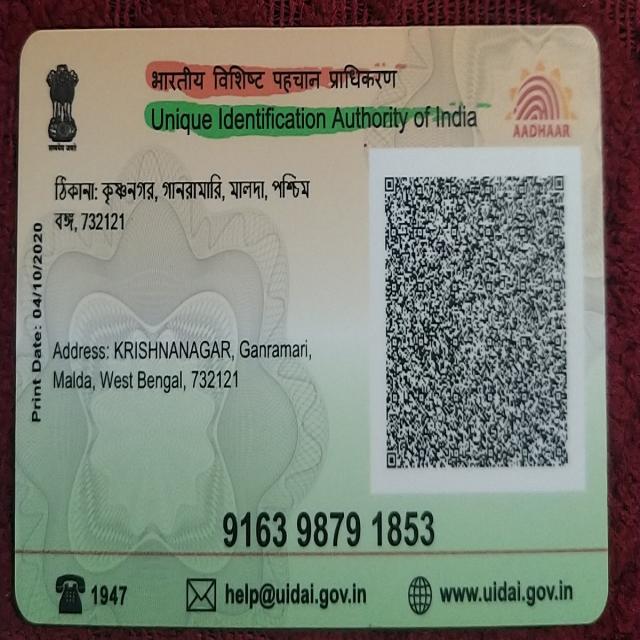 भारतीय विशिष्ट पहचान प्राधिकरण
Unique Identification Authority of India
AADHAAR
सत्यमेव जयते
ঠিকানা: কৃষ্ণনগর, গানরামারি, মালদা, পশ্চিম
বঙ্গ, 732121
Print Date: 04/10/2020
Address: KRISHNANAGAR, Ganramari,
Malda, West Bengal, 732121
9163 9879 1853
1947
help@uidai.gov.in
www.uidai.gov.in